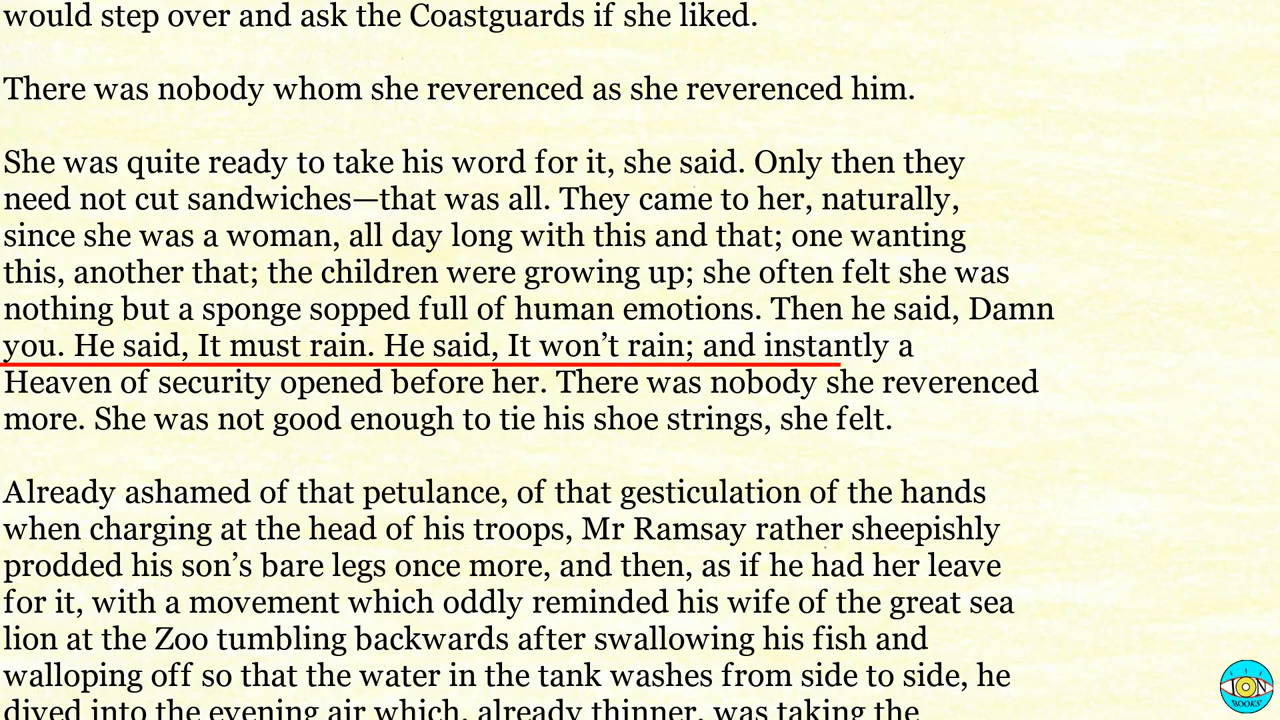 would step over and ask the Coastguards if she liked.
There was nobody whom she reverenced as she reverenced him.
She was quite ready to take his word for it, she said. Only then they
need not cut sandwiches—that was all. They came to her, naturally,
since she was a woman, all day long with this and that; one wanting
this, another that; the children were growing up; she often felt she was
nothing but a sponge sopped full of human emotions. Then he said, Damn
you. He said, It must rain. He said, It won’t rain; and instantly a
Heaven of security opened before her. There was nobody she reverenced
more. She was not good enough to tie his shoe strings, she felt.
Already ashamed of that petulance, of that gesticulation of the hands
when charging at the head of his troops, Mr Ramsay rather sheepishly
prodded his son’s bare legs once more, and then, as if he had her leave
for it, with a movement which oddly reminded his wife of the great sea
lion at the Zoo tumbling backwards after swallowing his fish and
walloping off so that the water in the tank washes from side to side, he
dived into the evening air which, already thinner, was taking the
ION
BOOKS